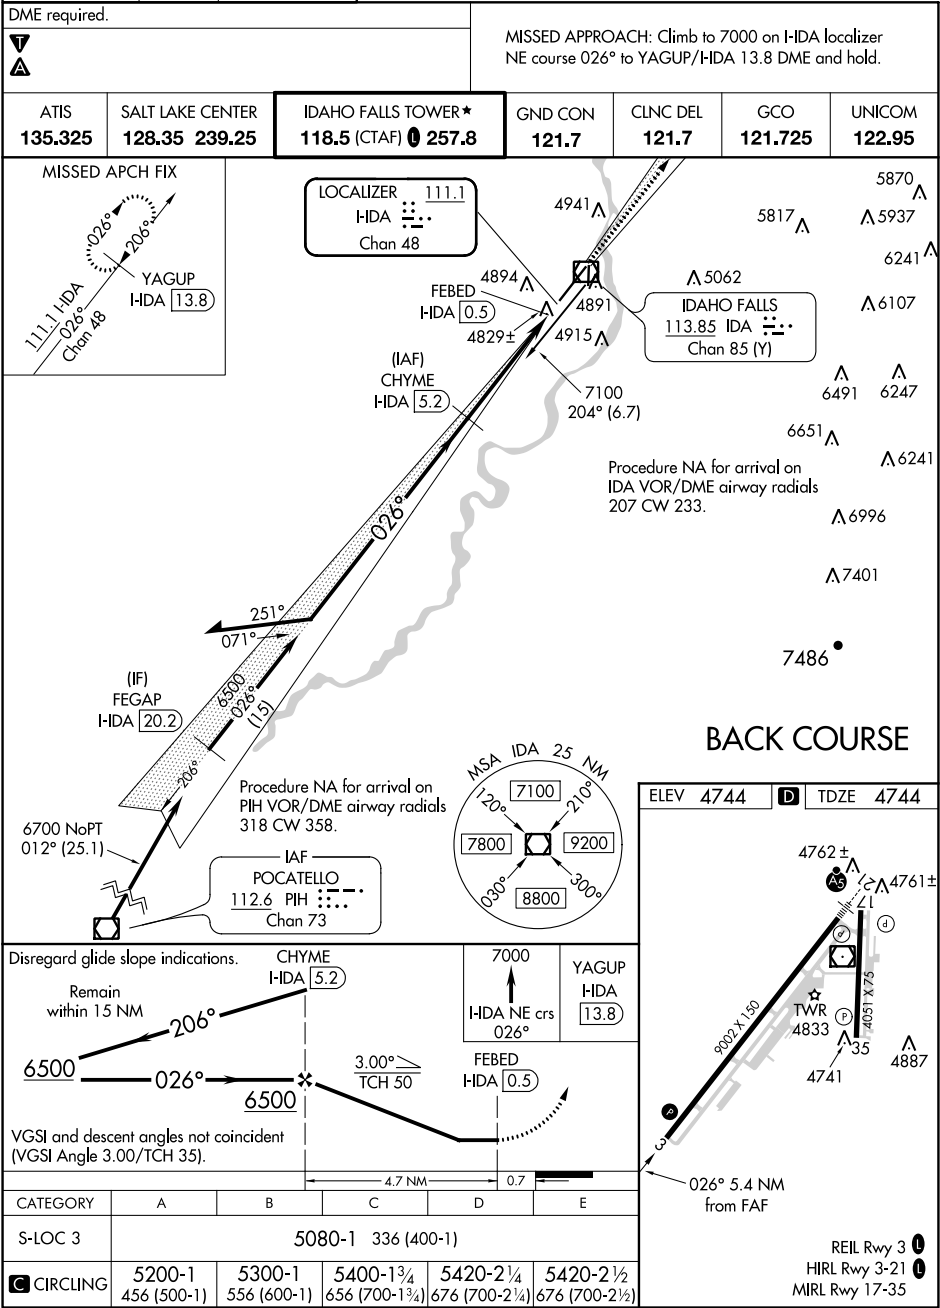 DME required.
T
A
MISSED APPROACH: Climb to 7000 on I-IDA localizer
NE course 026° to YAGUP/I-IDA 13.8 DME and hold.
ATIS
135.325
SALT LAKE CENTER
128.35 239.25
IDAHO FALLS TOWER★
118.5 (CTAF) L 257.8
GND CON
121.7
CLNC DEL
121.7
GCO
121.725
UNICOM
122.95
MISSED APCH FIX
026°
206°
YAGUP
I-IDA 13.8
111.1 I-IDA
026°
Chan 48
LOCALIZER 111.1
I-IDA
Chan 48
4941
5870
5817
5937
6241
4894
5062
FEBED
I-IDA 0.5
4829±
4891
4915
IDAHO FALLS
113.85 IDA
Chan 85 (Y)
6107
(IAF)
CHYME
I-IDA 5.2
7100
204° (6.7)
6491
6247
6651
6241
Procedure NA for arrival on
IDA VOR/DME airway radials
207 CW 233.
026°
6996
7401
251°
071°
7486
(IF)
FEGAP
I-IDA 20.2
6500
026°
(15)
206°
BACK COURSE
Procedure NA for arrival on
PIH VOR/DME airway radials
318 CW 358.
6700 NoPT
012° (25.1)
IAF
POCATELLO
112.6 PIH
Chan 73
MSA IDA 25 NM
120°
7100
210°
7800
9200
030°
8800
300°
ELEV 4744
D
TDZE 4744
4762±
A5
21
4761±
17
P
P
9002 X 150
4051 X 75
TWR
4833
P
35
4741
4887
P
3
026° 5.4 NM
from FAF
REIL Rwy 3 L
HIRL Rwy 3-21 L
MIRL Rwy 17-35
Disregard glide slope indications.
CHYME
I-IDA 5.2
Remain
within 15 NM
206°
6500
026°
6500
3.00°
TCH 50
7000
I-IDA NE crs
026°
YAGUP
I-IDA
13.8
FEBED
I-IDA 0.5
VGSI and descent angles not coincident
(VGSI Angle 3.00/TCH 35).
4.7 NM
0.7
CATEGORY A B C D E
S-LOC 3 5080-1 336 (400-1)
C CIRCLING
5200-1
456 (500-1)
5300-1
556 (600-1)
5400-1¾
656 (700-1¾)
5420-2¼
676 (700-2¼)
5420-2½
676 (700-2½)